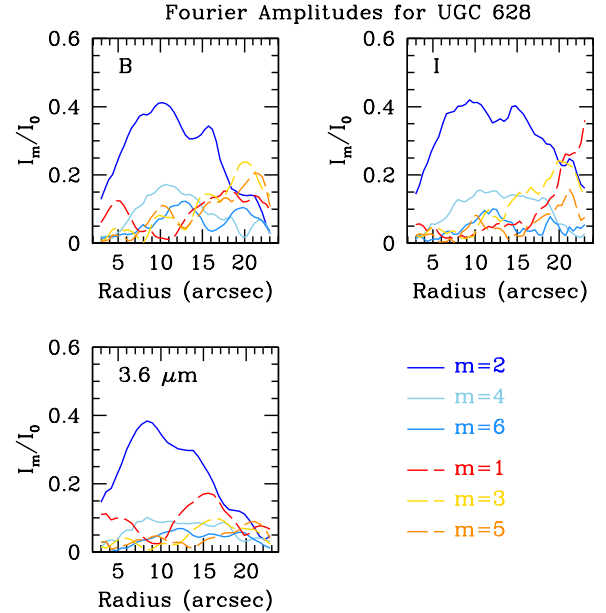 Fourier Amplitudes for UGC 628
0.6
0.4
0.2
0
I_m/I_0
B
5 10 15 20
Radius (arcsec)
0.6
0.4
0.2
0
I_m/I_0
I
5 10 15 20
Radius (arcsec)
0.6
0.4
0.2
0
I_m/I_0
3.6 μm
5 10 15 20
Radius (arcsec)
m=2
m=4
m=6
m=1
m=3
m=5